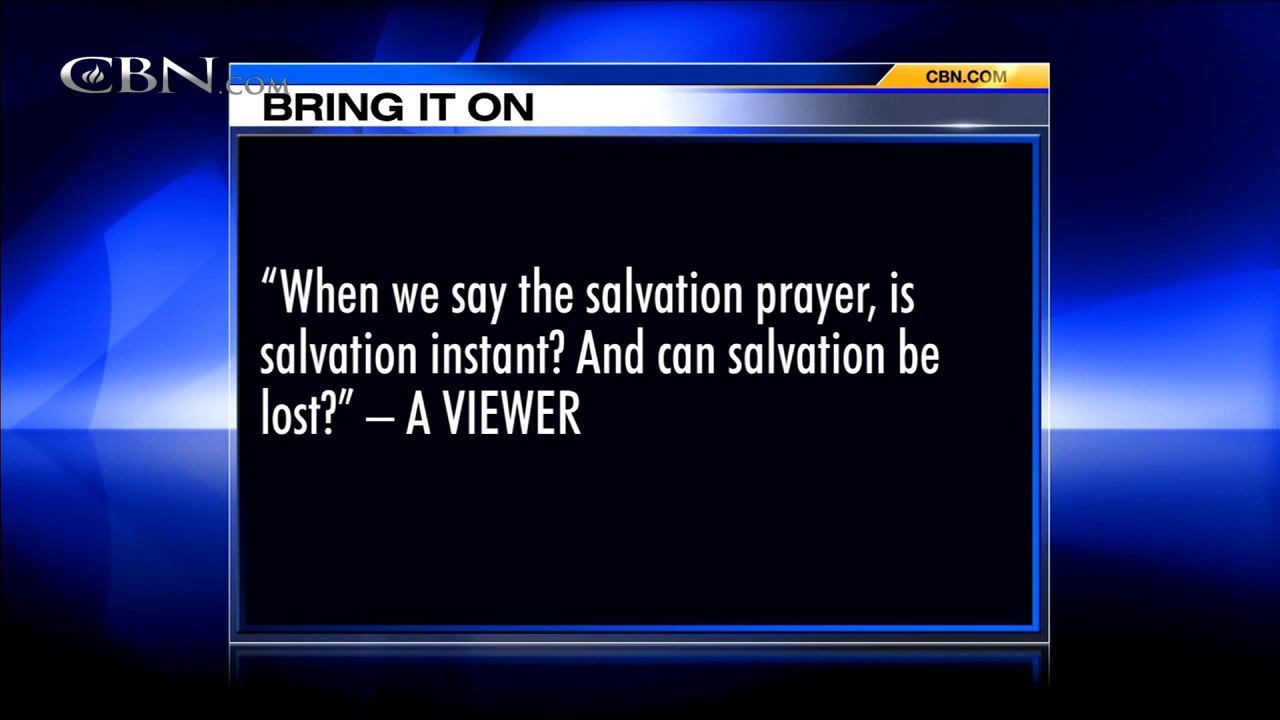 CBN.COM
CBN.COM
BRING IT ON
“When we say the salvation prayer, is
salvation instant? And can salvation be
lost?” – A VIEWER